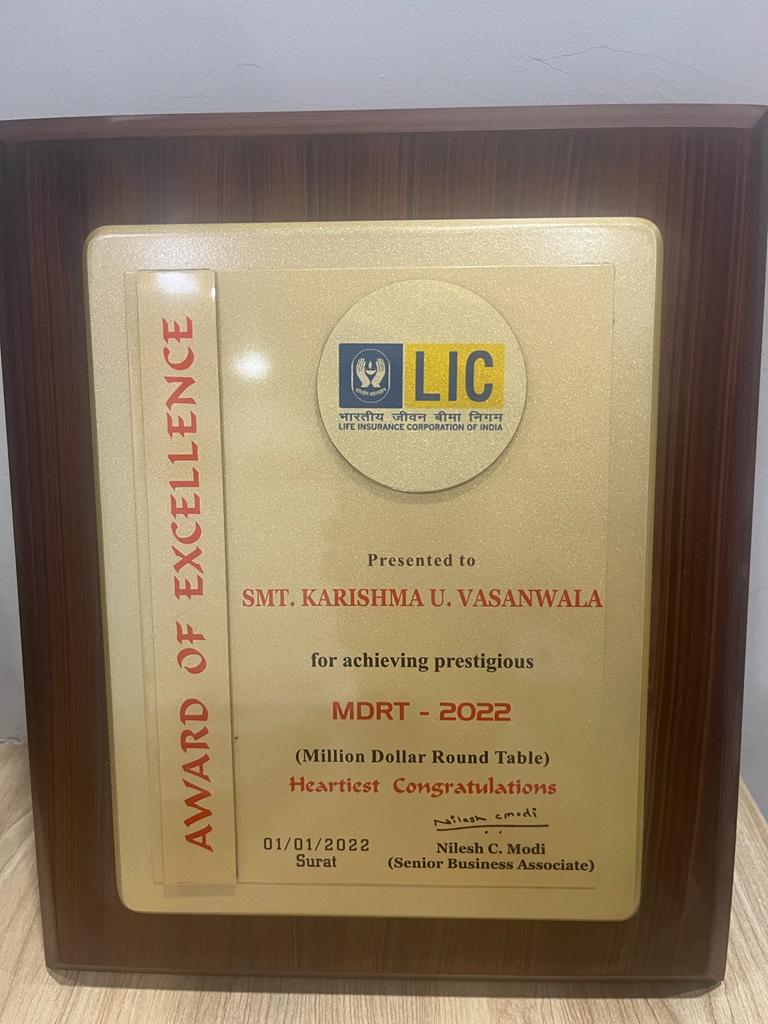 AWARD OF EXCELLENCE
LIC
भारतीय जीवन बीमा निगम
LIFE INSURANCE CORPORATION OF INDIA
Presented to
SMT. KARISHMA U. VASANWALA
for achieving prestigious
MDRT - 2022
(Million Dollar Round Table)
Heartiest Congratulations
Nilesh C Modi
01/01/2022
Surat
Nilesh C. Modi
(Senior Business Associate)